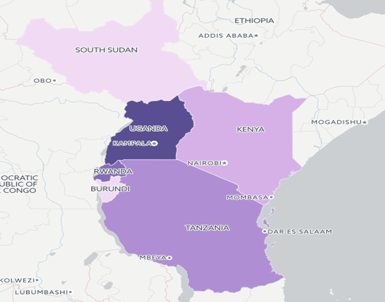 ETHIOPIA
SOUTH SUDAN
ADDIS ABABA
OBO
MOGADISHU
UGANDA
KENYA
KAMPALA
NAIROBI
RWANDA
OCRATIC
PUBLIC OF
CONGO
BURUNDI
MOMBASA
TANZANIA
DAR ES SALAAM
MBEYA
KOLWEZI
LUBUMBASHI